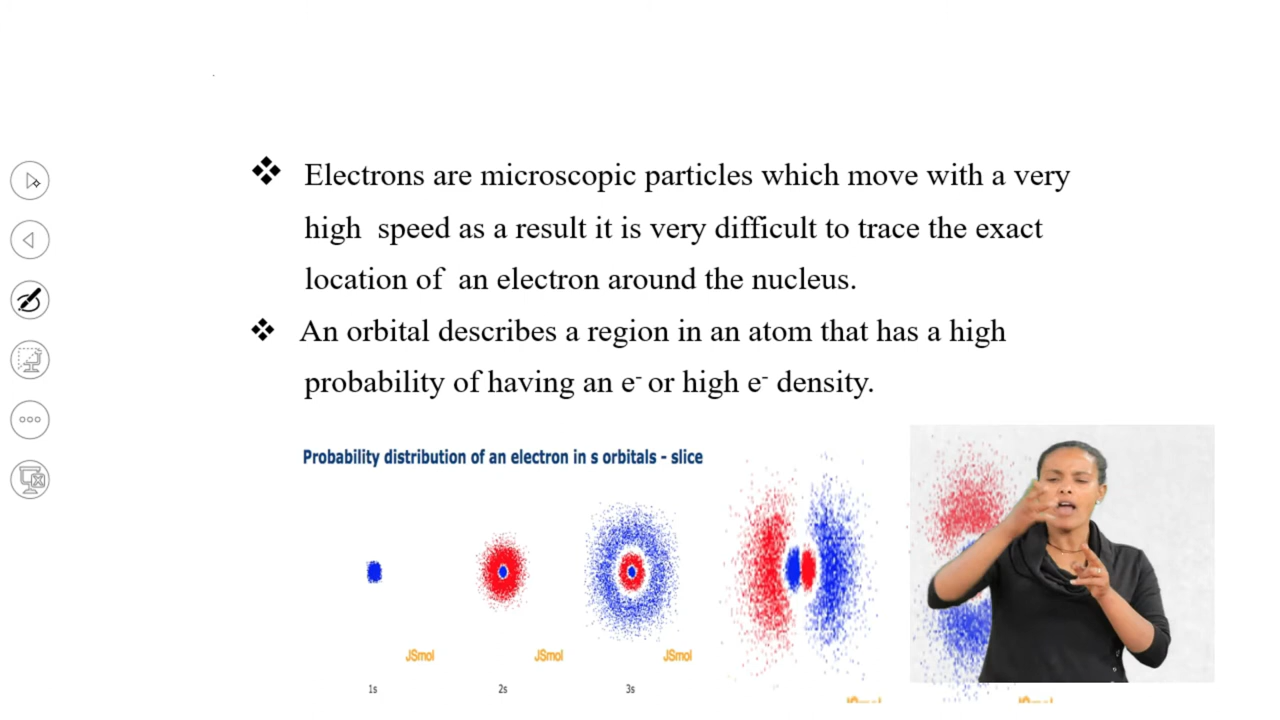 ❖ Electrons are microscopic particles which move with a very
high speed as a result it is very difficult to trace the exact
location of an electron around the nucleus.
❖ An orbital describes a region in an atom that has a high
probability of having an e⁻ or high e⁻ density.
Probability distribution of an electron in s orbitals - slice
JSmol JSmol JSmol
1s 2s 3s
JSmol JSmol